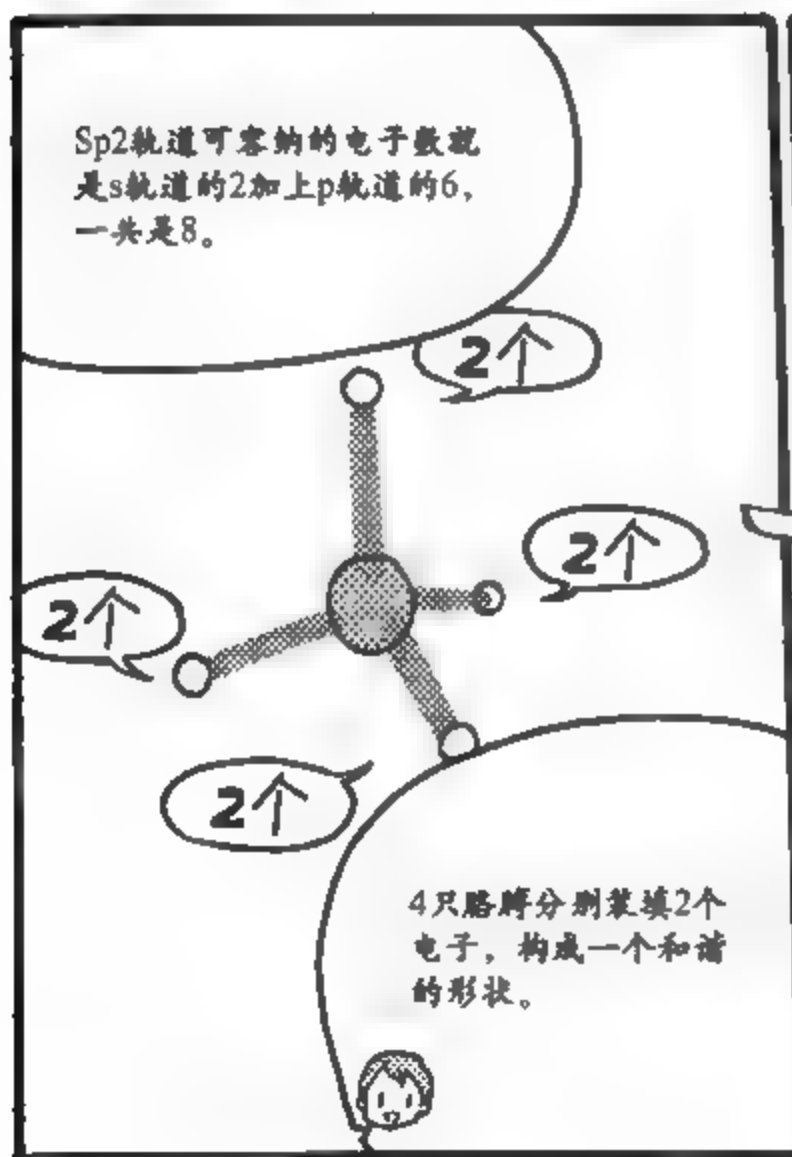 Sp2轨道可容纳的电子数就
是s轨道的2加上p轨道的6，
一共是8。
2个
2个
2个
2个
4只胳膊分别装填2个
电子，构成一个和谐
的形状。